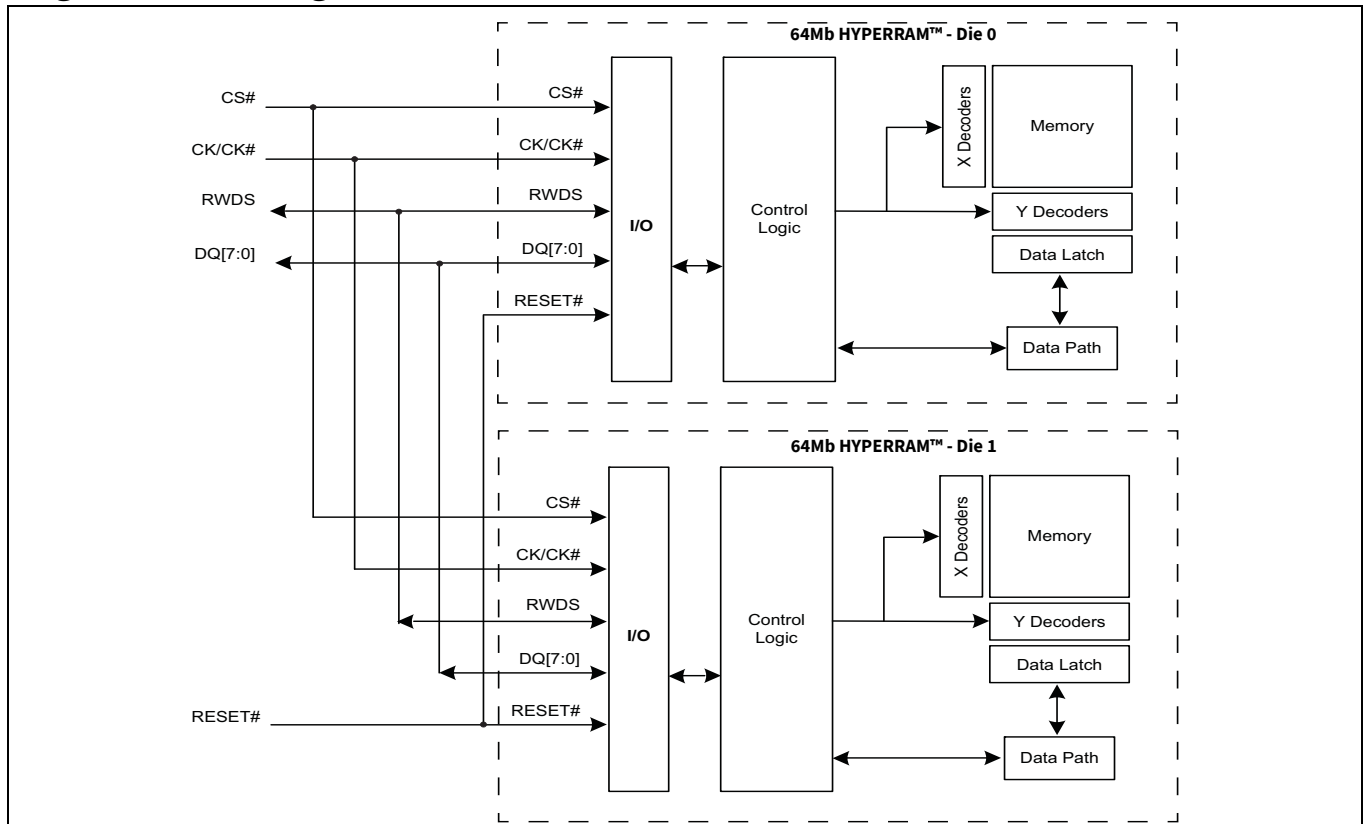 64Mb HYPERRAM™ - Die 0
CS#
CS#
CK/CK#
CK/CK#
RWDS
RWDS
DQ[7:0]
DQ[7:0]
RESET#
I/O
Control
Logic
X Decoders
Memory
Y Decoders
Data Latch
Data Path
64Mb HYPERRAM™ - Die 1
CS#
CK/CK#
RWDS
DQ[7:0]
RESET#
RESET#
I/O
Control
Logic
X Decoders
Memory
Y Decoders
Data Latch
Data Path